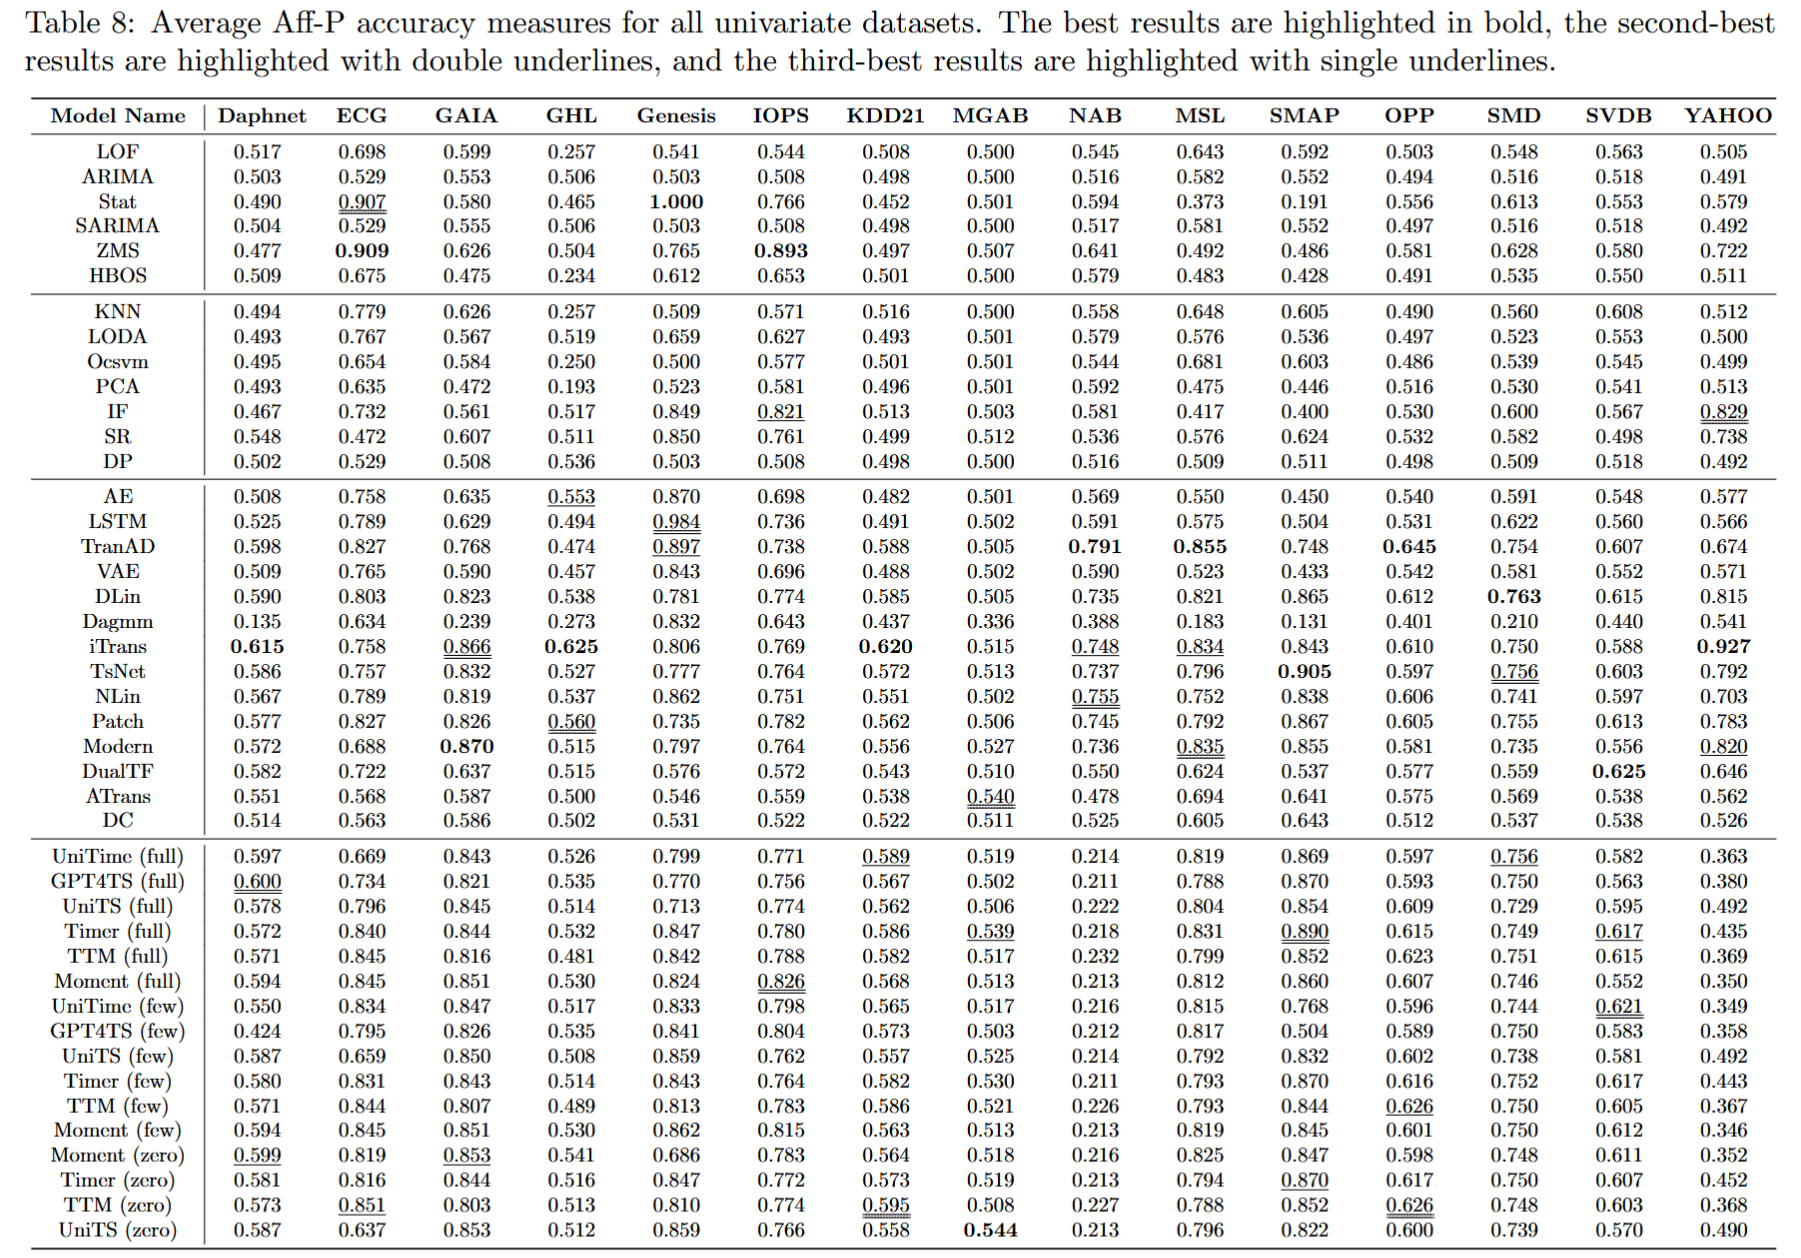 Table 8: Average Aff-P accuracy measures for all univariate datasets. The best results are highlighted in bold, the second-best
results are highlighted with double underlines, and the third-best results are highlighted with single underlines.
Model Name Daphnet ECG GAIA GHL Genesis IOPS KDD21 MGAB NAB MSL SMAP OPP SMD SVDB YAHOO
LOF 0.517 0.698 0.599 0.257 0.541 0.544 0.508 0.500 0.545 0.643 0.592 0.503 0.548 0.563 0.505
ARIMA 0.503 0.529 0.553 0.506 0.503 0.508 0.498 0.500 0.516 0.582 0.552 0.494 0.516 0.518 0.491
Stat 0.490 0.907 0.580 0.465 1.000 0.766 0.452 0.501 0.594 0.373 0.191 0.556 0.613 0.553 0.579
SARIMA 0.504 0.529 0.555 0.506 0.503 0.508 0.498 0.500 0.517 0.581 0.552 0.497 0.516 0.518 0.492
ZMS 0.477 0.909 0.626 0.504 0.765 0.893 0.497 0.507 0.641 0.492 0.486 0.581 0.628 0.580 0.722
HBOS 0.509 0.675 0.475 0.234 0.612 0.653 0.501 0.500 0.579 0.483 0.428 0.491 0.535 0.550 0.511
KNN 0.494 0.779 0.626 0.257 0.509 0.571 0.516 0.500 0.558 0.648 0.605 0.490 0.560 0.608 0.512
LODA 0.493 0.767 0.567 0.519 0.659 0.627 0.493 0.501 0.579 0.576 0.536 0.497 0.523 0.553 0.500
Ocsvm 0.495 0.654 0.584 0.250 0.500 0.577 0.501 0.501 0.544 0.681 0.603 0.486 0.539 0.545 0.499
PCA 0.493 0.635 0.472 0.193 0.523 0.581 0.496 0.501 0.592 0.475 0.446 0.516 0.530 0.541 0.513
IF 0.467 0.732 0.561 0.517 0.849 0.821 0.513 0.503 0.581 0.417 0.400 0.530 0.600 0.567 0.829
SR 0.548 0.472 0.607 0.511 0.850 0.761 0.499 0.512 0.536 0.576 0.624 0.532 0.582 0.498 0.738
DP 0.502 0.529 0.508 0.536 0.503 0.508 0.498 0.500 0.516 0.509 0.511 0.498 0.509 0.518 0.492
AE 0.508 0.758 0.635 0.553 0.870 0.698 0.482 0.501 0.569 0.550 0.450 0.540 0.591 0.548 0.577
LSTM 0.525 0.789 0.629 0.494 0.984 0.736 0.491 0.502 0.591 0.575 0.504 0.531 0.622 0.560 0.566
TranAD 0.598 0.827 0.768 0.474 0.897 0.738 0.588 0.505 0.791 0.855 0.748 0.645 0.754 0.607 0.674
VAE 0.509 0.765 0.590 0.457 0.843 0.696 0.488 0.502 0.590 0.523 0.433 0.542 0.581 0.552 0.571
DLin 0.590 0.803 0.823 0.538 0.781 0.774 0.585 0.505 0.735 0.821 0.865 0.612 0.763 0.615 0.815
Dagmm 0.135 0.634 0.239 0.273 0.832 0.643 0.437 0.336 0.388 0.183 0.131 0.401 0.210 0.440 0.541
iTrans 0.615 0.758 0.866 0.625 0.806 0.769 0.620 0.515 0.748 0.834 0.843 0.610 0.750 0.588 0.927
TsNet 0.586 0.757 0.832 0.527 0.777 0.764 0.572 0.513 0.737 0.796 0.905 0.597 0.756 0.603 0.792
NLin 0.567 0.789 0.819 0.537 0.862 0.751 0.551 0.502 0.755 0.752 0.838 0.606 0.741 0.597 0.703
Patch 0.577 0.827 0.826 0.560 0.735 0.782 0.562 0.506 0.745 0.792 0.867 0.605 0.755 0.613 0.783
Modern 0.572 0.688 0.870 0.515 0.797 0.764 0.556 0.527 0.736 0.835 0.855 0.581 0.735 0.556 0.820
DualTF 0.582 0.722 0.637 0.515 0.576 0.572 0.543 0.510 0.550 0.624 0.537 0.577 0.559 0.625 0.646
ATrans 0.551 0.568 0.587 0.500 0.546 0.559 0.538 0.540 0.478 0.694 0.641 0.575 0.569 0.538 0.562
DC 0.514 0.563 0.586 0.502 0.531 0.522 0.522 0.511 0.525 0.605 0.643 0.512 0.537 0.538 0.526
UniTime (full) 0.597 0.669 0.843 0.526 0.799 0.771 0.589 0.519 0.214 0.819 0.869 0.597 0.756 0.582 0.363
GPT4TS (full) 0.600 0.734 0.821 0.535 0.770 0.756 0.567 0.502 0.211 0.788 0.870 0.593 0.750 0.563 0.380
UniTS (full) 0.578 0.796 0.845 0.514 0.713 0.774 0.562 0.506 0.222 0.804 0.854 0.609 0.729 0.595 0.492
Timer (full) 0.572 0.840 0.844 0.532 0.847 0.780 0.586 0.539 0.218 0.831 0.890 0.615 0.749 0.617 0.435
TTM (full) 0.571 0.845 0.816 0.481 0.842 0.788 0.582 0.517 0.232 0.799 0.852 0.623 0.751 0.615 0.369
Moment (full) 0.594 0.845 0.851 0.530 0.824 0.826 0.568 0.513 0.213 0.812 0.860 0.607 0.746 0.552 0.350
UniTime (few) 0.550 0.834 0.847 0.517 0.833 0.798 0.565 0.517 0.216 0.815 0.768 0.596 0.744 0.621 0.349
GPT4TS (few) 0.424 0.795 0.826 0.535 0.841 0.804 0.573 0.503 0.212 0.817 0.504 0.589 0.750 0.583 0.358
UniTS (few) 0.587 0.659 0.850 0.508 0.859 0.762 0.557 0.525 0.214 0.792 0.832 0.602 0.738 0.581 0.492
Timer (few) 0.580 0.831 0.843 0.514 0.843 0.764 0.582 0.530 0.211 0.793 0.870 0.616 0.752 0.617 0.443
TTM (few) 0.571 0.844 0.807 0.489 0.813 0.783 0.586 0.521 0.226 0.793 0.844 0.626 0.750 0.605 0.367
Moment (few) 0.594 0.845 0.851 0.530 0.862 0.815 0.563 0.513 0.213 0.819 0.845 0.601 0.750 0.612 0.346
Moment (zero) 0.599 0.819 0.853 0.541 0.686 0.783 0.564 0.518 0.216 0.825 0.847 0.598 0.748 0.611 0.352
Timer (zero) 0.581 0.816 0.844 0.516 0.847 0.772 0.573 0.519 0.213 0.794 0.870 0.617 0.750 0.607 0.452
TTM (zero) 0.573 0.851 0.803 0.513 0.810 0.774 0.595 0.508 0.227 0.788 0.852 0.626 0.748 0.603 0.368
UniTS (zero) 0.587 0.637 0.853 0.512 0.859 0.766 0.558 0.544 0.213 0.796 0.822 0.600 0.739 0.570 0.490